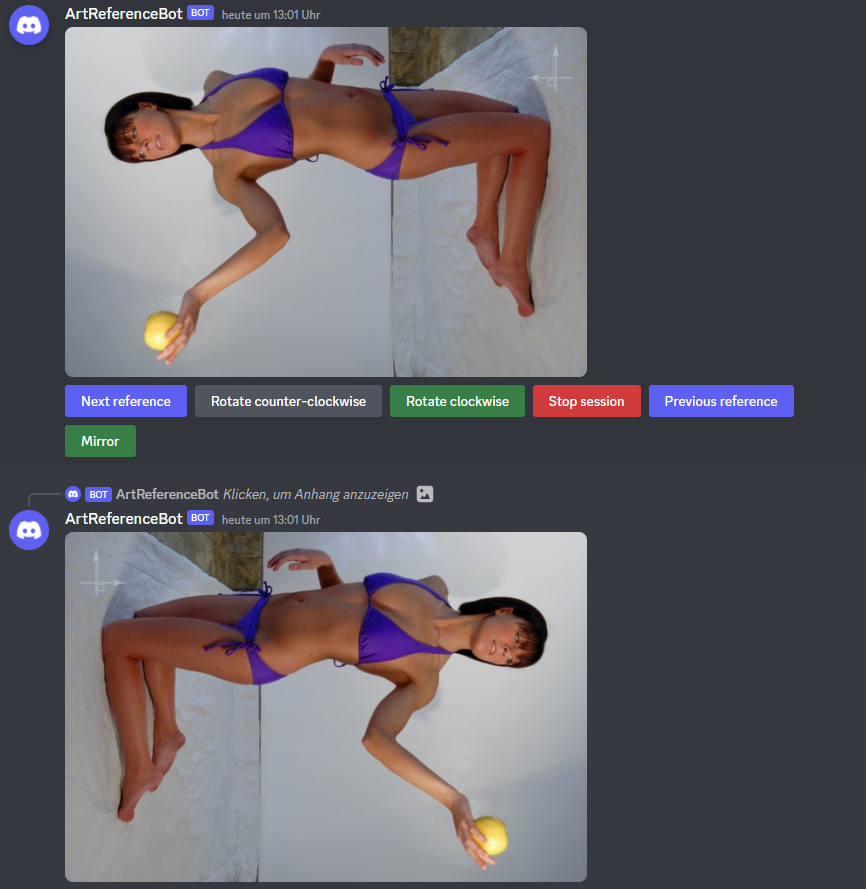 ArtReferenceBot BOT heute um 13:01 Uhr
Next reference Rotate counter-clockwise Rotate clockwise Stop session Previous reference
Mirror
BOT ArtReferenceBot Klicken, um Anhang anzuzeigen
ArtReferenceBot BOT heute um 13:01 Uhr